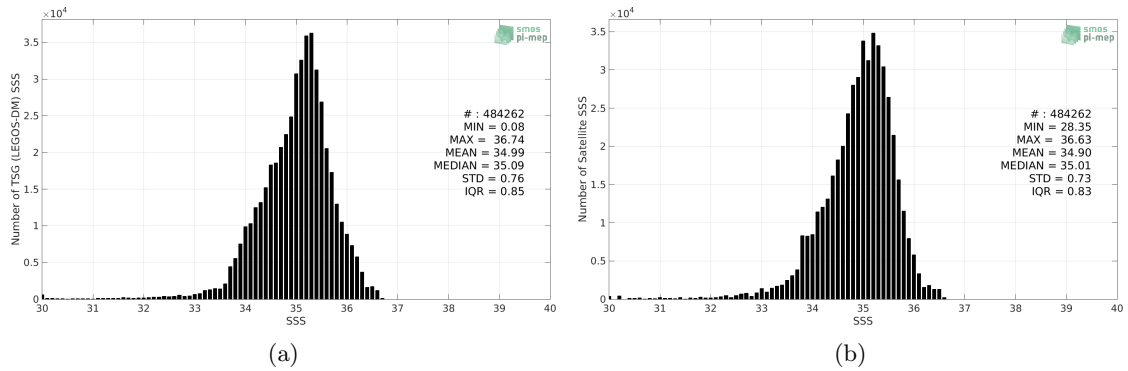 ×10^4
smos
pi-mep
3.5
3
2.5
2
1.5
1
0.5
0
Number of TSG (LEGOS-DM) SSS
# : 484262
MIN = 0.08
MAX = 36.74
MEAN = 34.99
MEDIAN = 35.09
STD = 0.76
IQR = 0.85
30 31 32 33 34 35 36 37 38 39 40
SSS
(a)
×10^4
smos
pi-mep
3.5
3
2.5
2
1.5
1
0.5
0
Number of Satellite SSS
# : 484262
MIN = 28.35
MAX = 36.63
MEAN = 34.90
MEDIAN = 35.01
STD = 0.73
IQR = 0.83
30 31 32 33 34 35 36 37 38 39 40
SSS
(b)